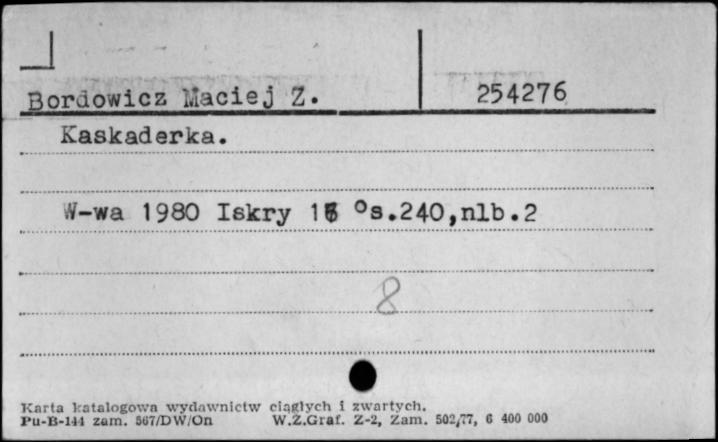 Bordowicz Maciej Z. 254276
Kaskaderka.
W-wa 1980 Iskry 16 °s.240,nlb.2
8
Karta katalogowa wydawnictw ciągłych i zwartych.
Pu-B-144 zam. 567/DW/On W.Z.Graf. Z-2, Zam. 502/77, 6 400 000